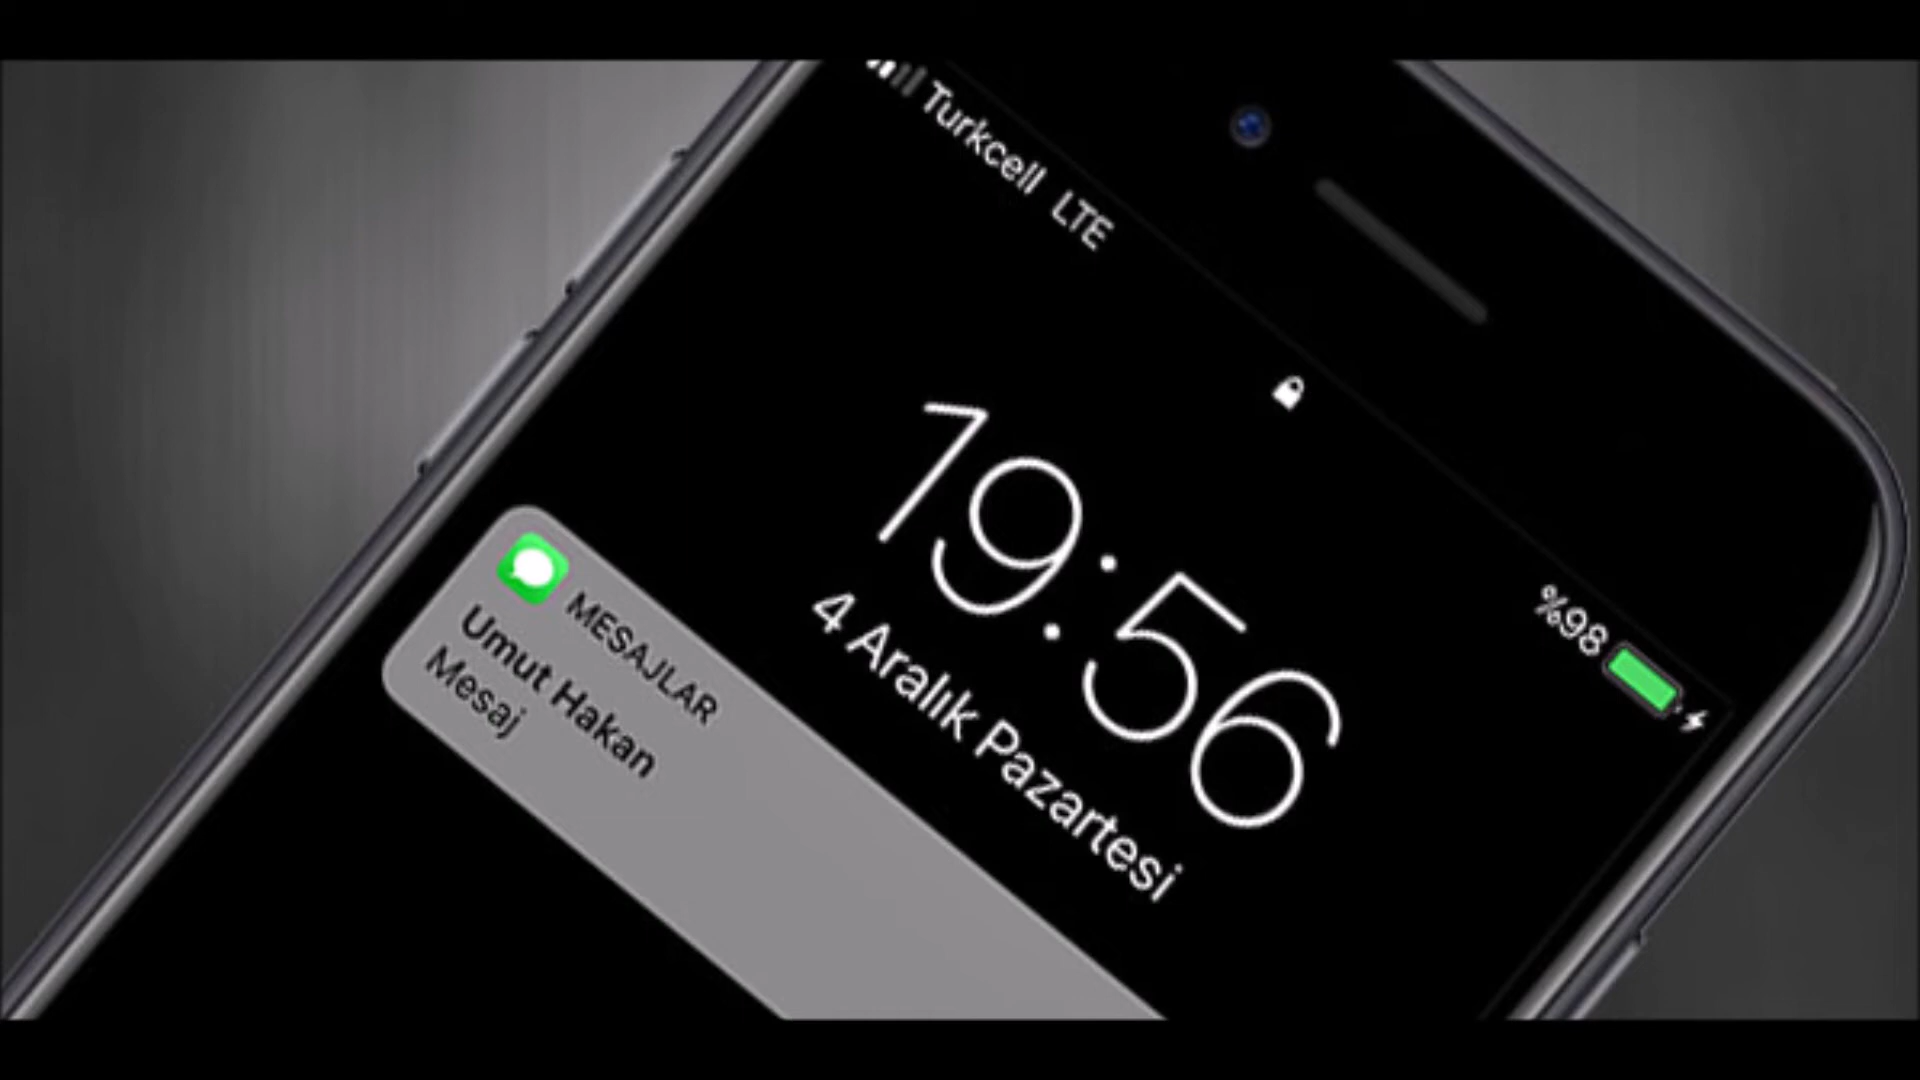 Turkcell LTE
%98
19:56
4 Aralık Pazartesi
MESAJLAR
Umut Hakan
Mesaj